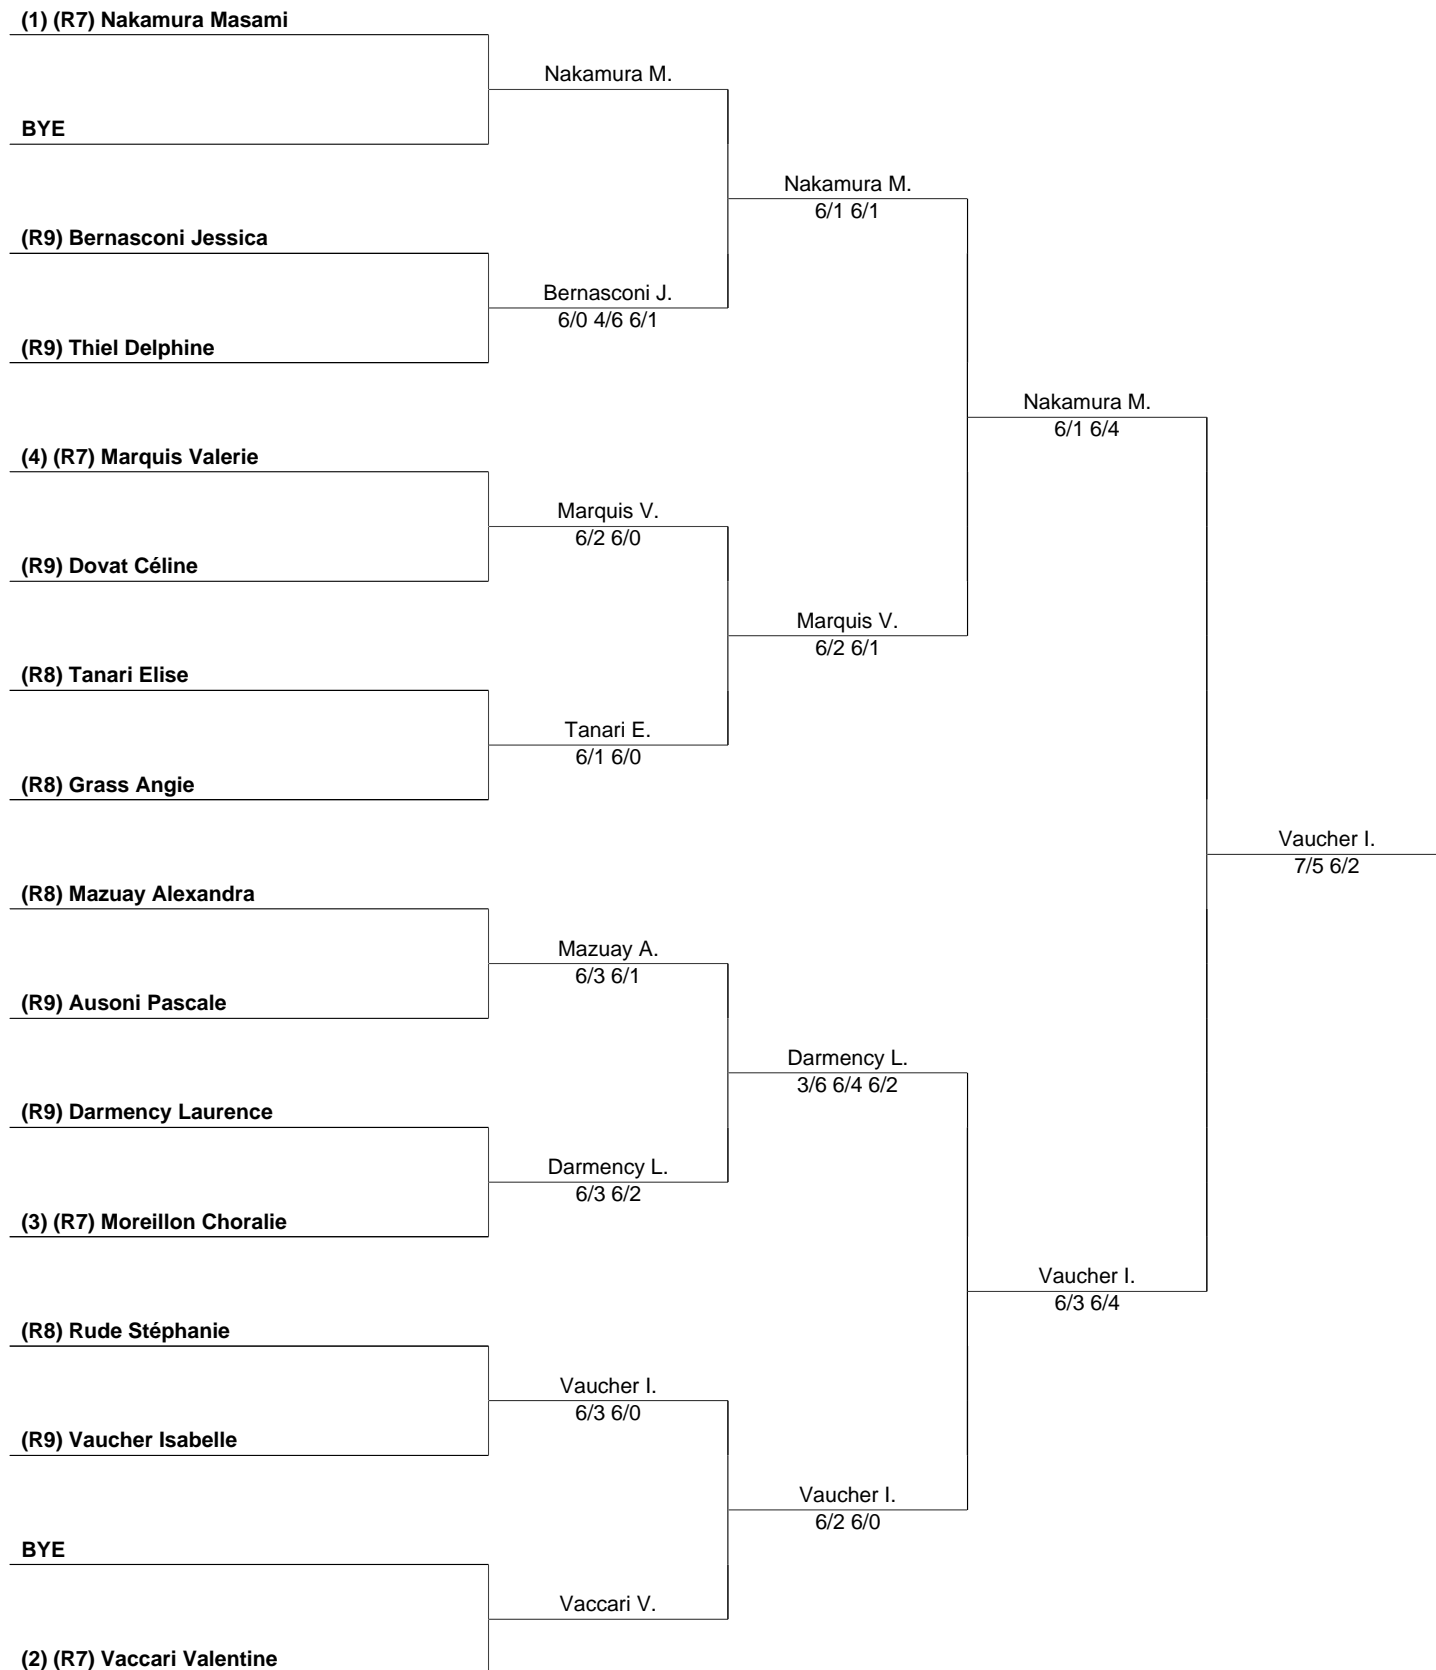 (1) (R7) Nakamura Masami
Nakamura M.
BYE
Nakamura M.
6/1 6/1
(R9) Bernasconi Jessica
Bernasconi J.
6/0 4/6 6/1
(R9) Thiel Delphine
Nakamura M.
6/1 6/4
(4) (R7) Marquis Valerie
Marquis V.
6/2 6/0
(R9) Dovat Céline
Marquis V.
6/2 6/1
(R8) Tanari Elise
Tanari E.
6/1 6/0
(R8) Grass Angie
Vaucher I.
7/5 6/2
(R8) Mazuay Alexandra
Mazuay A.
6/3 6/1
(R9) Ausoni Pascale
Darmency L.
3/6 6/4 6/2
(R9) Darmency Laurence
Darmency L.
6/3 6/2
(3) (R7) Moreillon Choralie
Vaucher I.
6/3 6/4
(R8) Rude Stéphanie
Vaucher I.
6/3 6/0
(R9) Vaucher Isabelle
Vaucher I.
6/2 6/0
BYE
Vaccari V.
(2) (R7) Vaccari Valentine